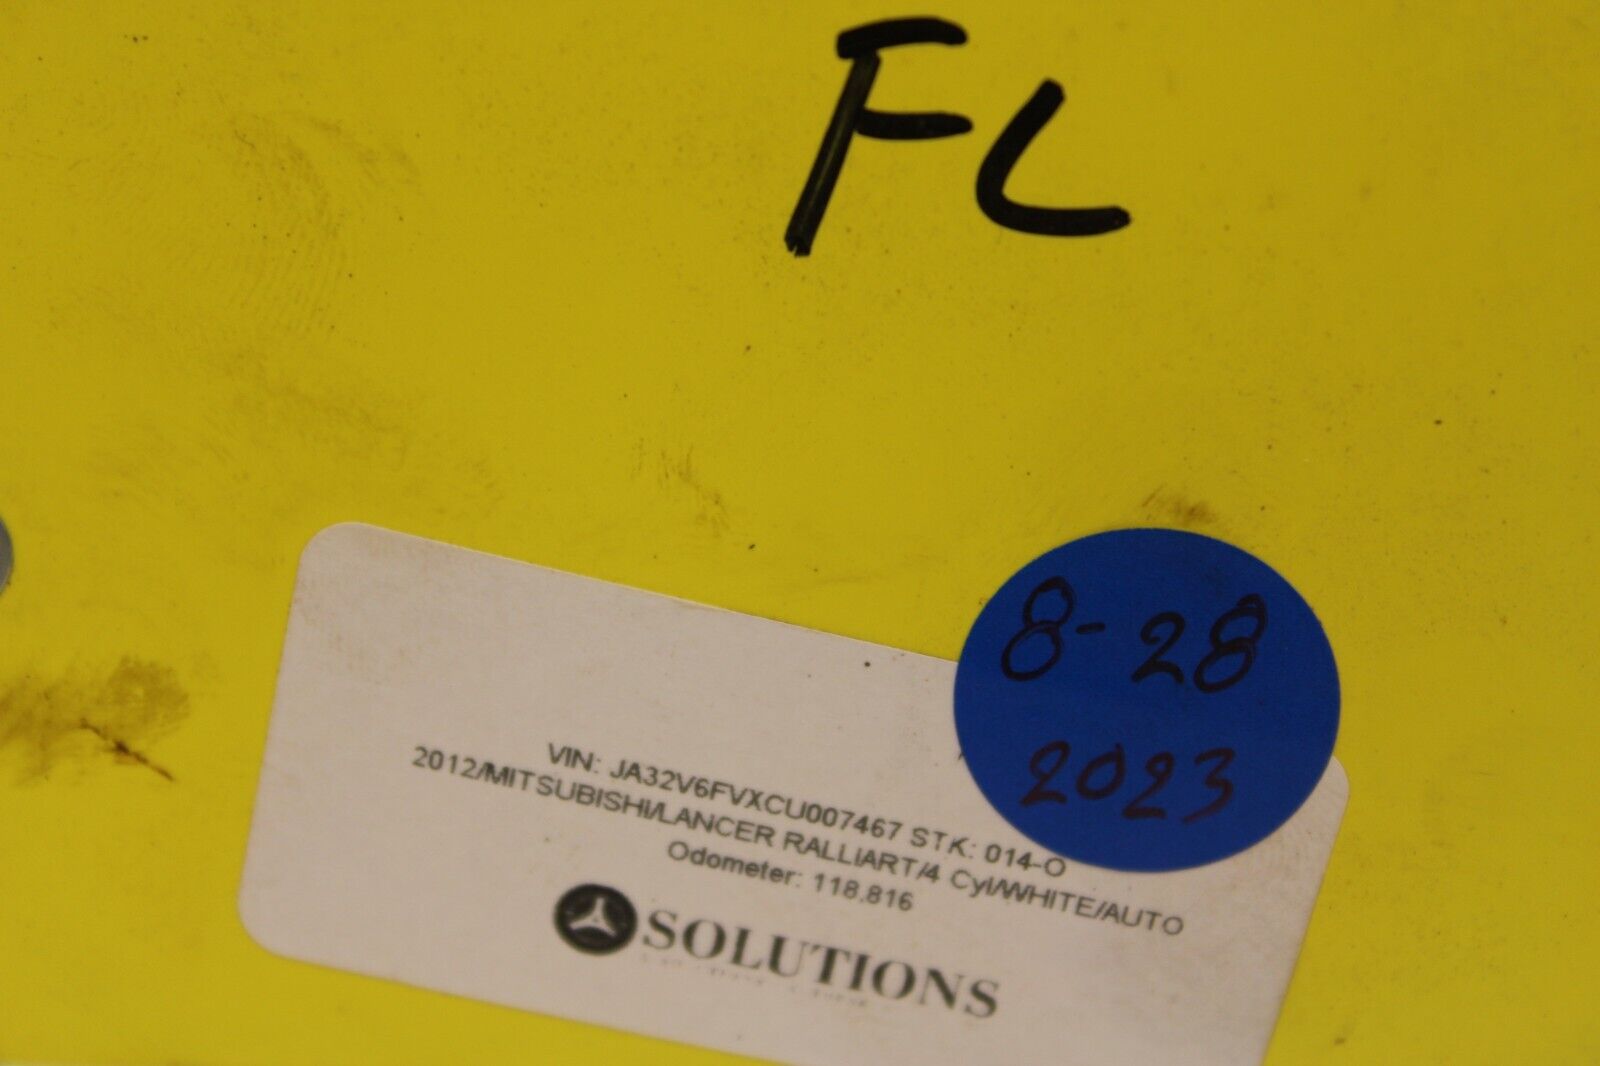 FL
8-28
2023
VIN: JA32V6FVXCU007467 STK: 014-O
2012/MITSUBISHI/LANCER RALLIART/4 Cyl/WHITE/AUTO
Odometer: 118,816
SOLUTIONS